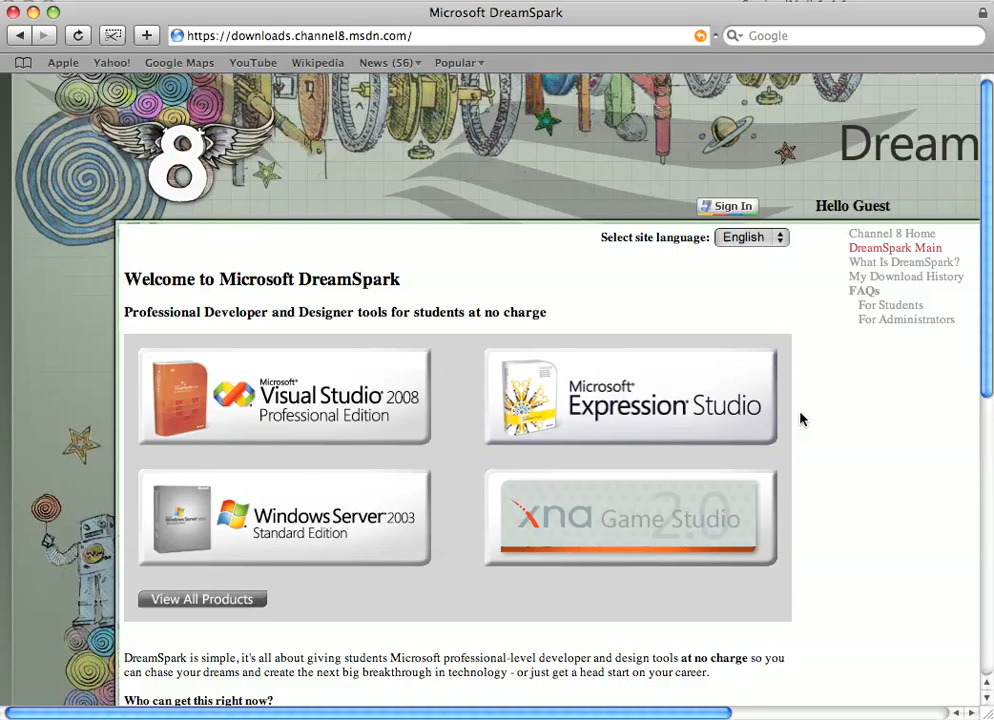 Microsoft DreamSpark
https://downloads.channel8.msdn.com/
Google
Apple
Yahoo!
Google Maps
YouTube
Wikipedia
News (56)
Popular
8
Dream
Sign In
Hello Guest
Select site language:
English
Channel 8 Home
DreamSpark Main
What Is DreamSpark?
My Download History
FAQs
For Students
For Administrators
Welcome to Microsoft DreamSpark
Professional Developer and Designer tools for students at no charge
Microsoft®
Visual Studio® 2008
Professional Edition
Microsoft®
Expression® Studio
Windows Server® 2003
Standard Edition
xna Game Studio 2.0
View All Products
DreamSpark is simple, it's all about giving students Microsoft professional-level developer and design tools at no charge so you
can chase your dreams and create the next big breakthrough in technology - or just get a head start on your career.
Who can get this right now?